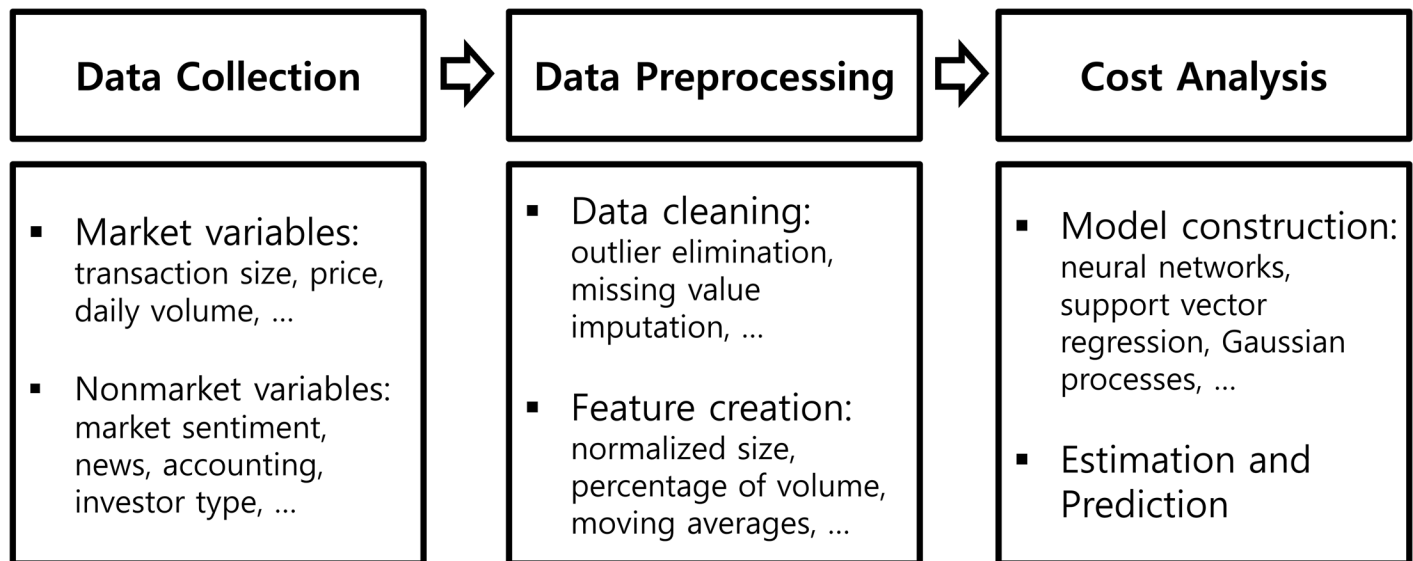 Data Collection
Data Preprocessing
Cost Analysis
▪ Market variables:
transaction size, price,
daily volume, ...
▪ Nonmarket variables:
market sentiment,
news, accounting,
investor type, ...
▪ Data cleaning:
outlier elimination,
missing value
imputation, ...
▪ Feature creation:
normalized size,
percentage of volume,
moving averages, ...
▪ Model construction:
neural networks,
support vector
regression, Gaussian
processes, ...
▪ Estimation and
Prediction